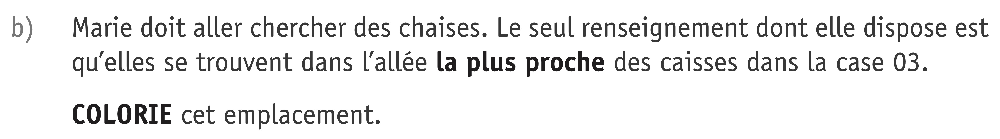 b) Marie doit aller chercher des chaises. Le seul renseignement dont elle dispose est
qu’elles se trouvent dans l’allée la plus proche des caisses dans la case 03.
COLORIE cet emplacement.